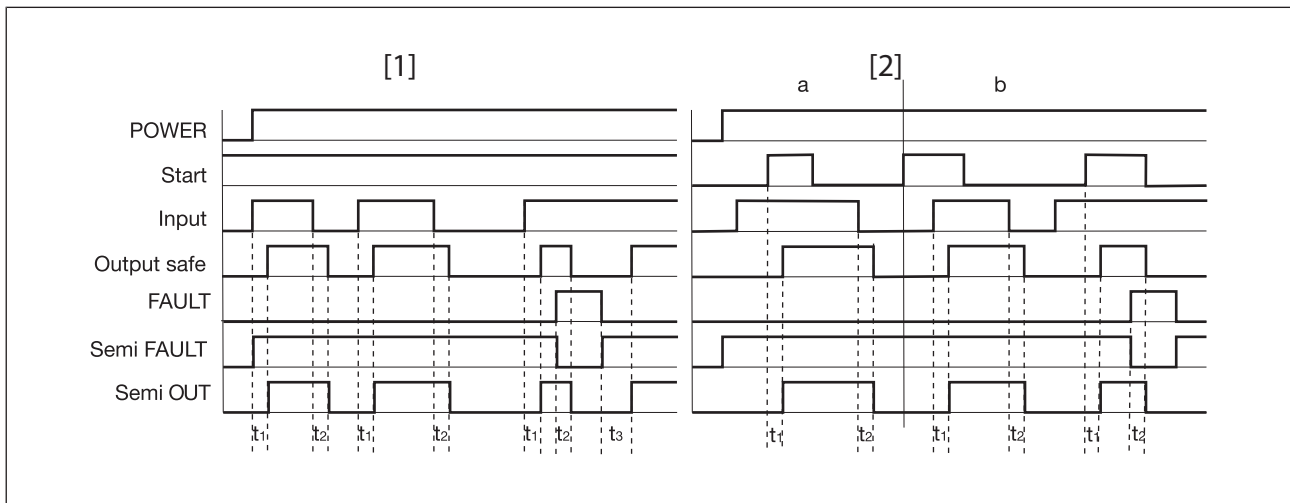 [1] [2]
a b
POWER
Start
Input
Output safe
FAULT
Semi FAULT
Semi OUT
t1 t2 t1 t2 t1 t2 t3 t1 t2 t1 t2 t1 t2